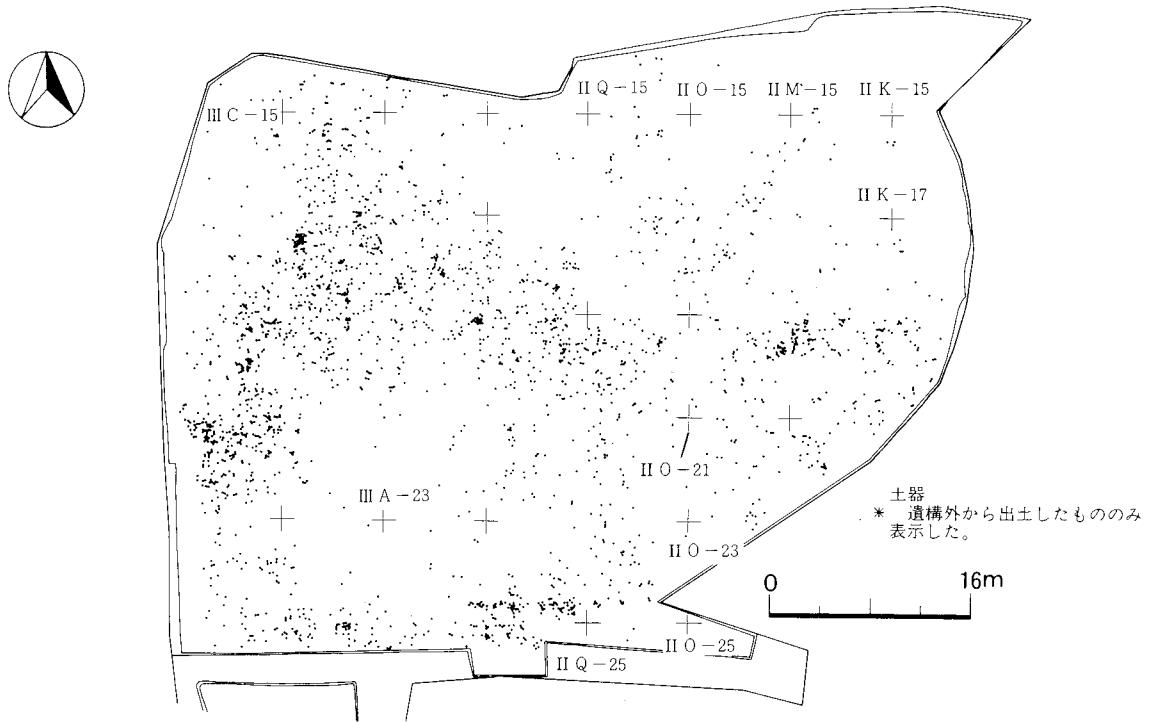 II Q－15
II O－15
II M－15
II K－15
III C－15
II K－17
II O－21
III A－23
土器
＊ 遺構外から出土したもののみ
表示した。
II O－23
0
16m
II O－25
II Q－25